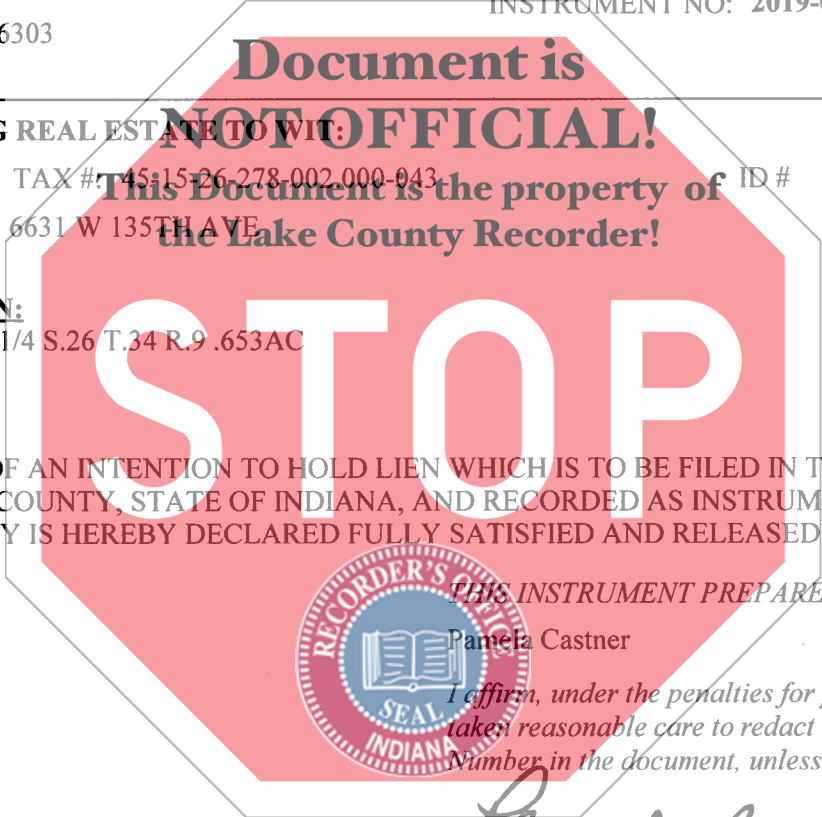 INSTRUMENT NO: 2019-0
6303
Document is
NOT OFFICIAL!
G REAL ESTATE TO WIT:
TAX #: 45-15-26-278-002.000-043 ID #
This Document is the property of
6631 W 135TH AVE
the Lake County Recorder!
N:
1/4 S.26 T.34 R.9 .653AC
STOP
OF AN INTENTION TO HOLD LIEN WHICH IS TO BE FILED IN T
COUNTY, STATE OF INDIANA, AND RECORDED AS INSTRUM
Y IS HEREBY DECLARED FULLY SATISFIED AND RELEASED
RECORDER'S OFFICE
SEAL
INDIANA
THIS INSTRUMENT PREPARE
Pamela Castner
I affirm, under the penalties for
taken reasonable care to redact
Number in the document, unless